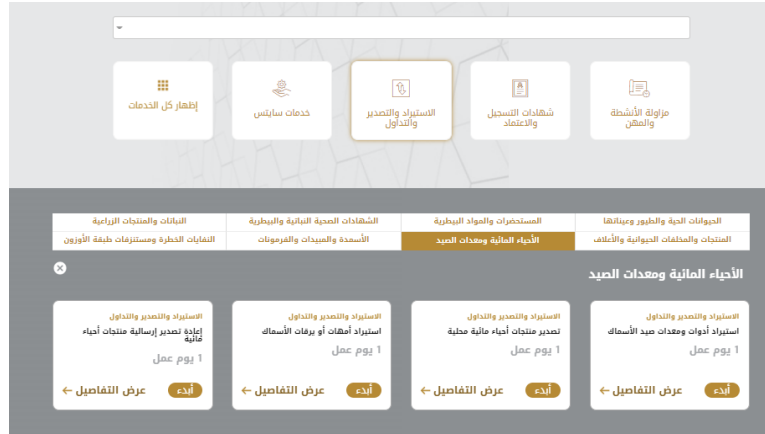 مزاولة الأنشطة
والمهن
شهادات التسجيل
والاعتماد
الاستيراد والتصدير
والتداول
خدمات سايتس
إظهار كل الخدمات
الحيوانات الحية والطيور وعيناتها
المستحضرات والمواد البيطرية
الشهادات الصحية النباتية والبيطرية
النباتات والمنتجات الزراعية
المنتجات والمخلفات الحيوانية والأعلاف
الأحياء المائية ومعدات الصيد
الأسمدة والمبيدات والفرمونات
النفايات الخطرة ومستنزفات طبقة الأوزون
الأحياء المائية ومعدات الصيد
الاستيراد والتصدير والتداول
استيراد أدوات ومعدات صيد الأسماك
1 يوم عمل
أبدء
عرض التفاصيل
الاستيراد والتصدير والتداول
تصدير منتجات أحياء مائية محلية
1 يوم عمل
أبدء
عرض التفاصيل
الاستيراد والتصدير والتداول
استيراد أمهات أو يرقات الأسماك
1 يوم عمل
أبدء
عرض التفاصيل
الاستيراد والتصدير والتداول
إعادة تصدير إرسالية منتجات أحياء
مائية
1 يوم عمل
أبدء
عرض التفاصيل